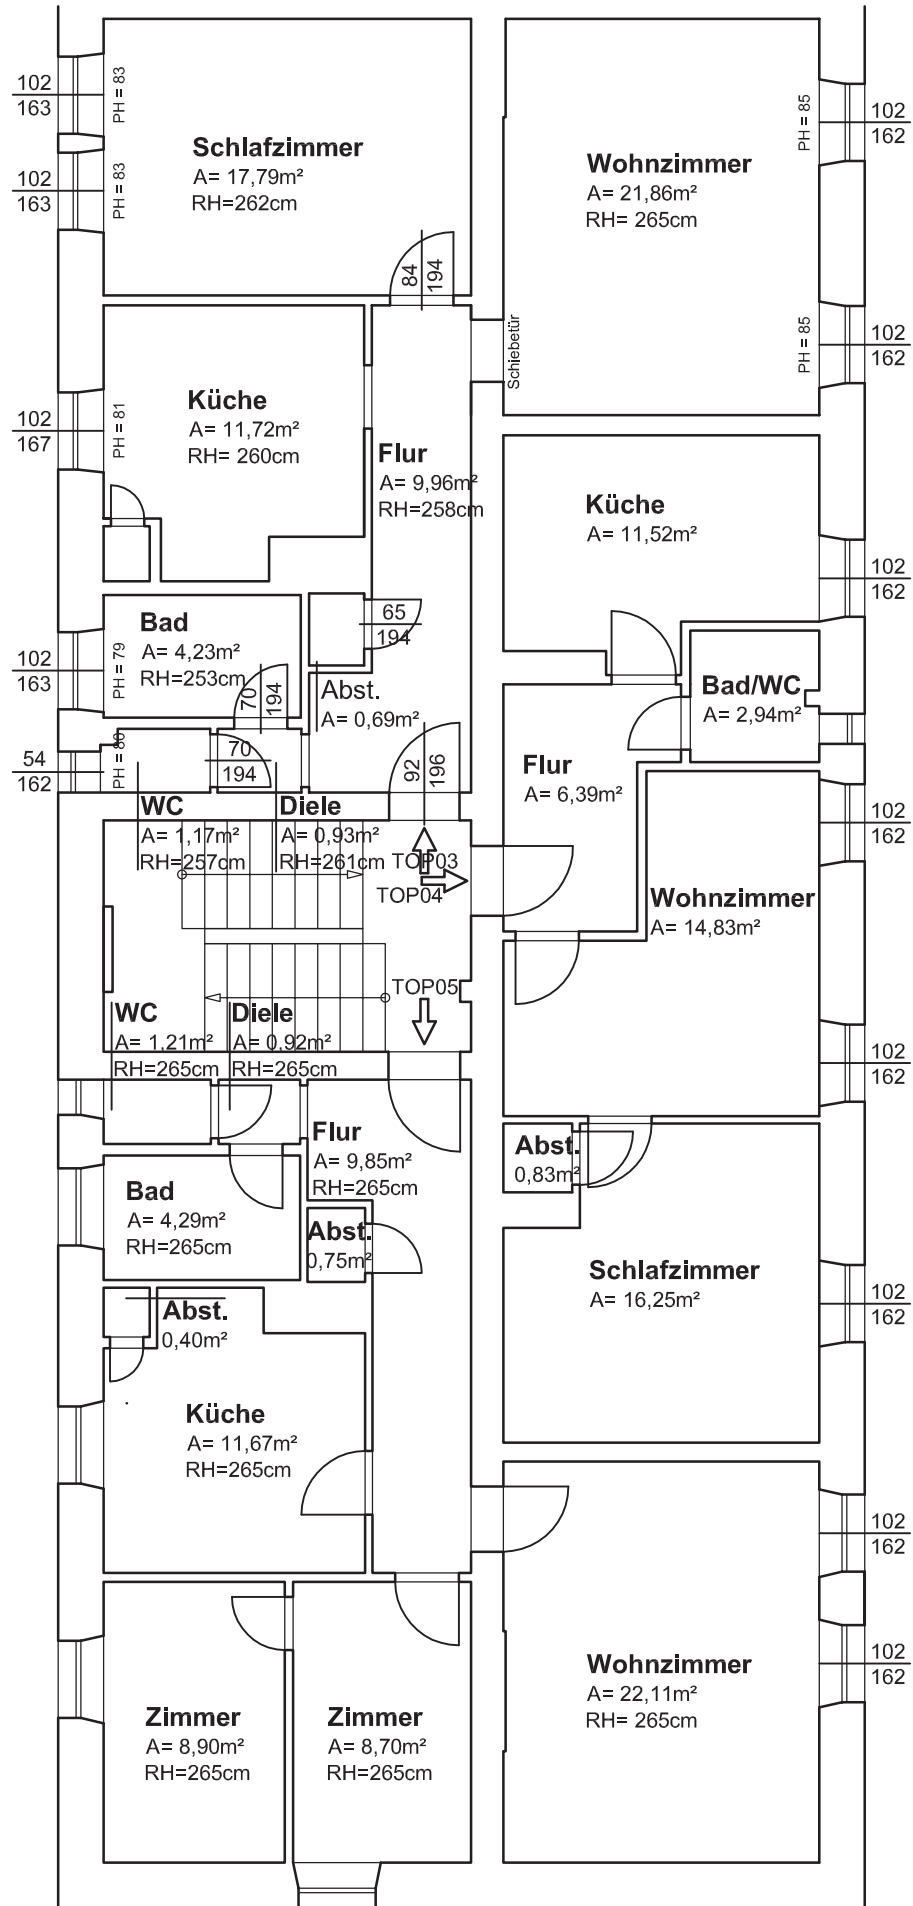 102
163
PH = 83
102
163
PH = 83
Schlafzimmer
A= 17,79m²
RH=262cm
84
194
Wohnzimmer
A= 21,86m²
RH= 265cm
PH = 85
102
162
PH = 85
102
162
Schiebetür
Küche
A= 11,72m²
RH= 260cm
102
167
PH = 81
Flur
A= 9,96m²
RH=258cm
Küche
A= 11,52m²
102
162
Bad
A= 4,23m²
RH=253cm
102
163
PH = 79
70
194
65
194
Abst.
A= 0,69m²
Bad/WC
A= 2,94m²
54
162
PH = 86
70
194
92
196
Flur
A= 6,39m²
WC
A= 1,17m²
RH=257cm
Diele
A= 0,93m²
RH=261cm
TOP03
TOP04
102
162
Wohnzimmer
A= 14,83m²
TOP05
WC
A= 1,21m²
RH=265cm
Diele
A= 0,92m²
RH=265cm
102
162
Flur
A= 9,85m²
RH=265cm
Abst.
0,83m²
Bad
A= 4,29m²
RH=265cm
Abst.
0,75m²
Schlafzimmer
A= 16,25m²
102
162
Abst.
0,40m²
Küche
A= 11,67m²
RH=265cm
102
162
Wohnzimmer
A= 22,11m²
RH= 265cm
102
162
Zimmer
A= 8,90m²
RH=265cm
Zimmer
A= 8,70m²
RH=265cm